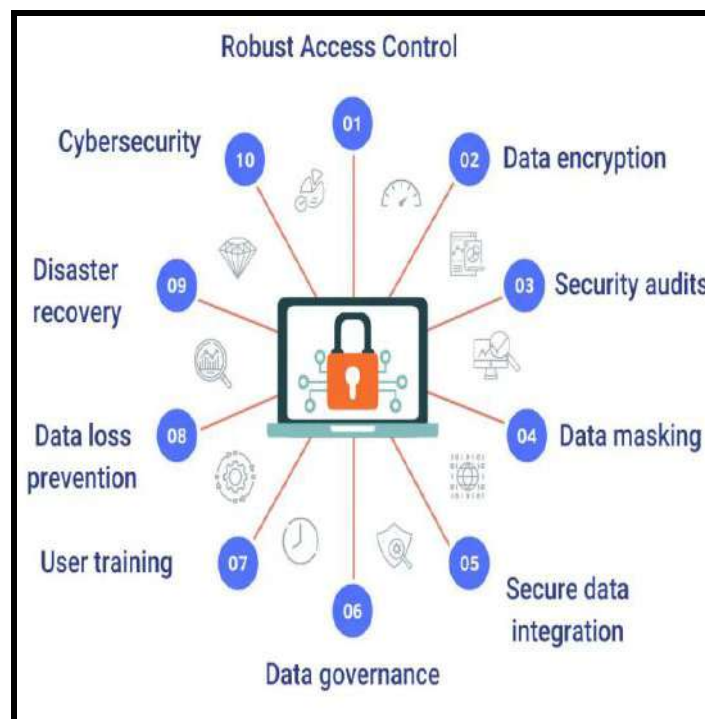 Robust Access Control
01
Cybersecurity
10
02
Data encryption
Disaster
recovery
09
03
Security audits
Data loss
prevention
08
04
Data masking
User training
07
05
Secure data
integration
06
Data governance